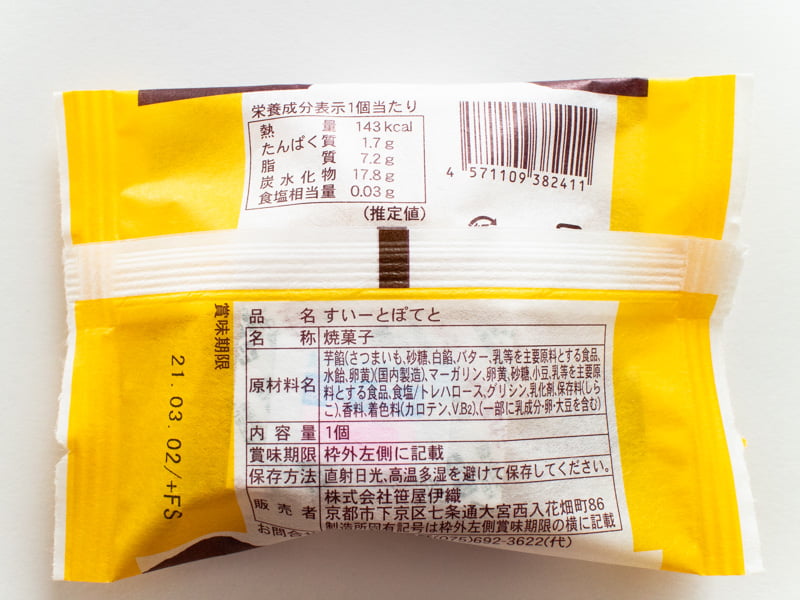 栄養成分表示1個当たり
熱量 143kcal
たんぱく質 1.7g
脂質 7.2g
炭水化物 17.8g
食塩相当量 0.03g
(推定値)
4 571109 382411
賞味期限
21.03.02/+FS
品名 すいーとぽてと
名称 焼菓子
原材料名 芋餡(さつまいも、砂糖、白餡、バター、乳等を主要原料とする食品、
水飴、卵黄)(国内製造)、マーガリン、卵黄、砂糖、小豆、乳等を主要原
料とする食品、食塩/トレハロース、グリシン、乳化剤、保存料(しら
こ)、香料、着色料(カロテン、V.B2)、(一部に乳成分・卵・大豆を含む)
内容量 1個
賞味期限 枠外左側に記載
保存方法 直射日光、高温多湿を避けて保存してください。
販売者 株式会社笹屋伊織
京都市下京区七条通大宮西入花畑町86
製造所固有記号は枠外左側賞味期限の横に記載
お問合 (075)692-3622(代)